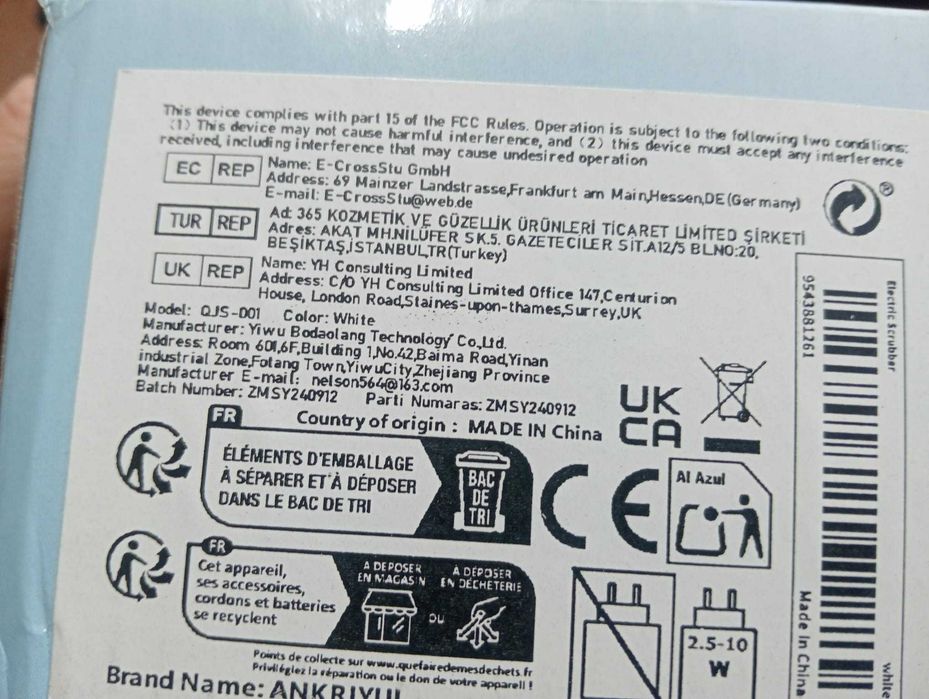 This device complies with part 15 of the FCC Rules. Operation is subject to the following two conditions:
(1) This device may not cause harmful interference, and (2) this device must accept any interference
received, including interference that may cause undesired operation
EC REP
Name: E-CrossStu GmbH
Address: 69 Mainzer Landstrasse,Frankfurt am Main,Hessen,DE(Germany)
E-mail: E-CrossStu@web.de
TUR REP
Ad: 365 KOZMETİK VE GÜZELLİK ÜRÜNLERİ TİCARET LİMİTED ŞİRKETİ
Adres: AKAT MH.NİLÜFER SK.5. GAZETECILER SİT.A12/5 BLNO:20,
BEŞİKTAŞ,İSTANBUL,TR(Turkey)
UK REP
Name: YH Consulting Limited
Address: C/O YH Consulting Limited Office 147,Centurion
House, London Road,Staines-upon-thames,Surrey,UK
Model: QJS-001 Color: White
Manufacturer: Yiwu Bodaolang Technology Co.,Ltd.
Address: Room 601,6F,Building 1,No.42,Baima Road,Yinan
industrial Zone,Fotang Town,YiwuCity,Zhejiang Province
Manufacturer E-mail: nelson564@163.com
Batch Number: ZMSY240912 Parti Numaras: ZMSY240912
Country of origin : MADE IN China
UK
CA
FR
ÉLÉMENTS D'EMBALLAGE
À SÉPARER ET À DÉPOSER
DANS LE BAC DE TRI
BAC
DE
TRI
CE
Al Azul
FR
Cet appareil,
ses accessoires,
cordons et batteries
se recyclent
À DÉPOSER
EN MAGASIN
OU
À DÉPOSER
EN DÉCHÈTERIE
2.5-10
W
Points de collecte sur www.quefairedemesdechets.fr
Privilégiez la réparation ou le don de votre appareil !
Brand Name:
Electric Scrubber
9543881261
Made in China
white